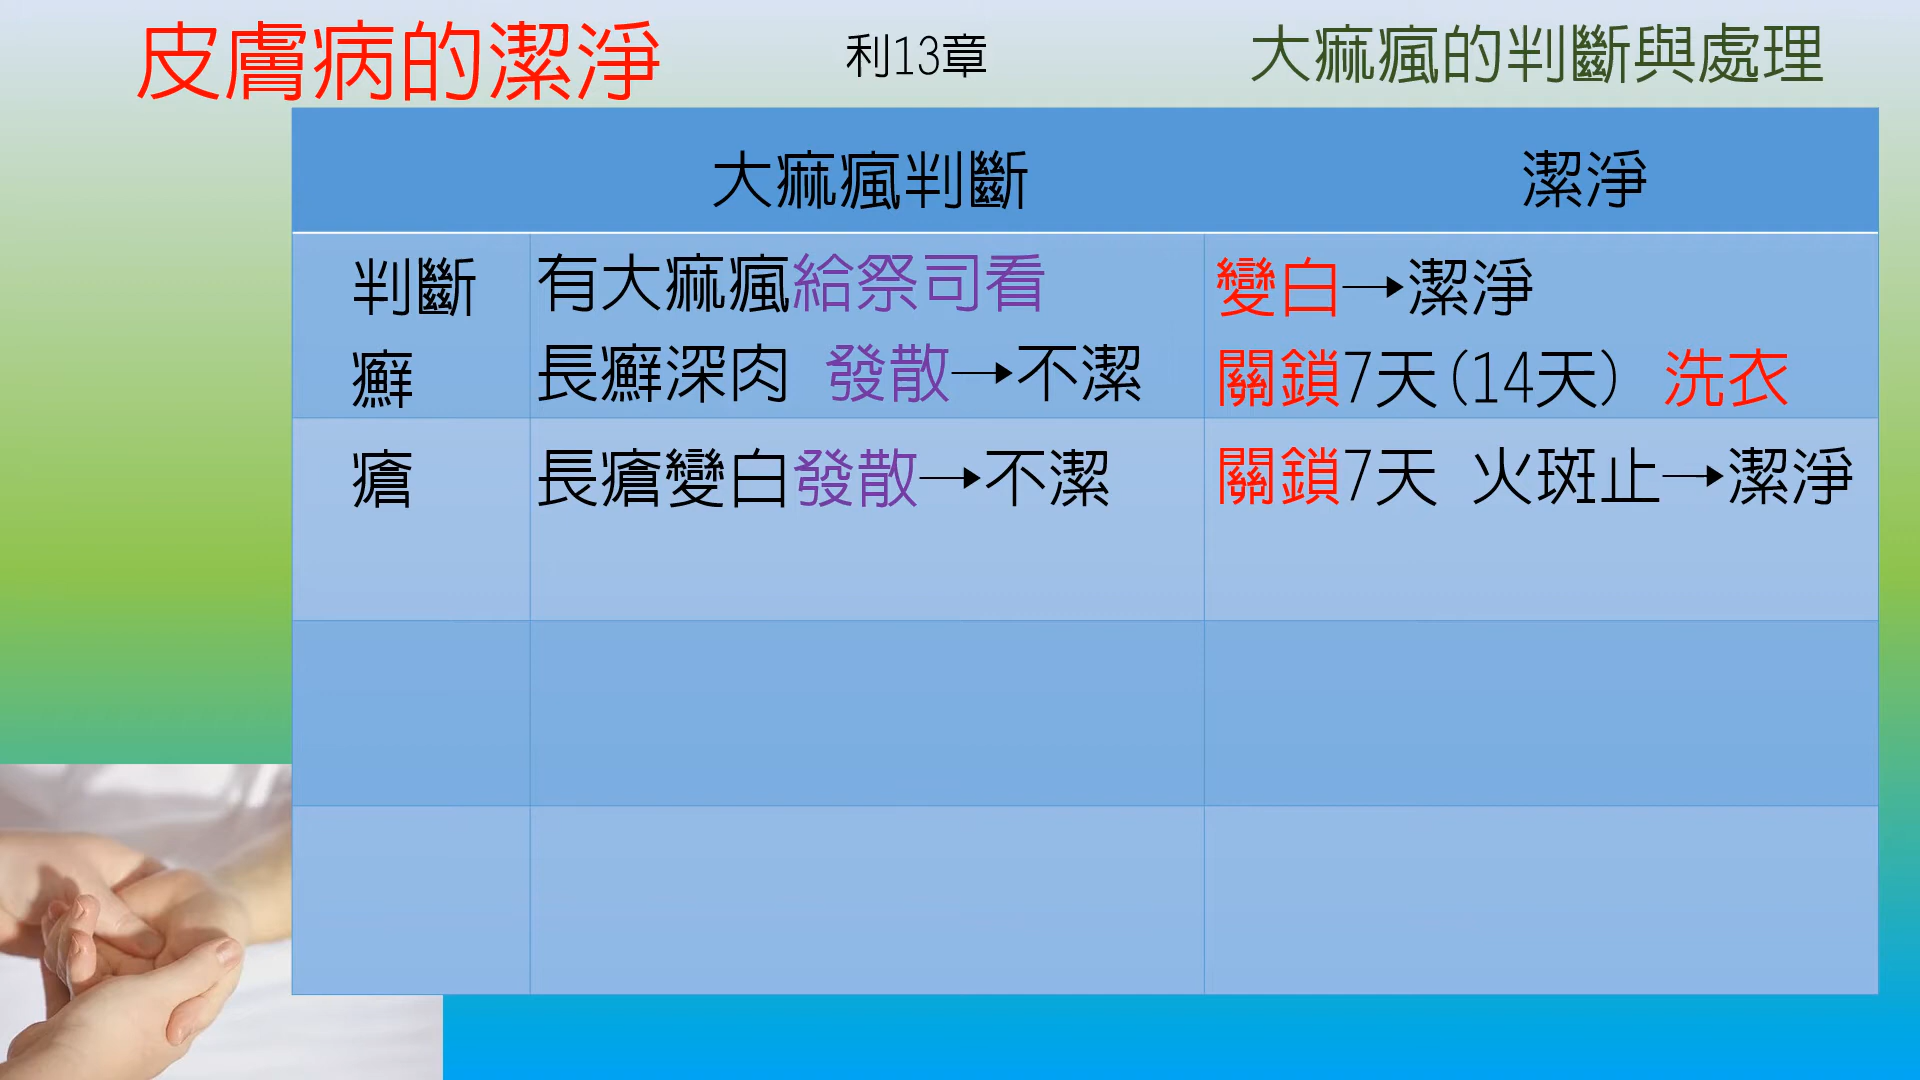 皮膚病的潔淨 利13章 大痲瘋的判斷與處理
大痲瘋判斷 潔淨
判斷 有大痲瘋給祭司看 變白→潔淨
癬 長癬深肉 發散→不潔 關鎖7天(14天) 洗衣
瘡 長瘡變白發散→不潔 關鎖7天 火斑止→潔淨